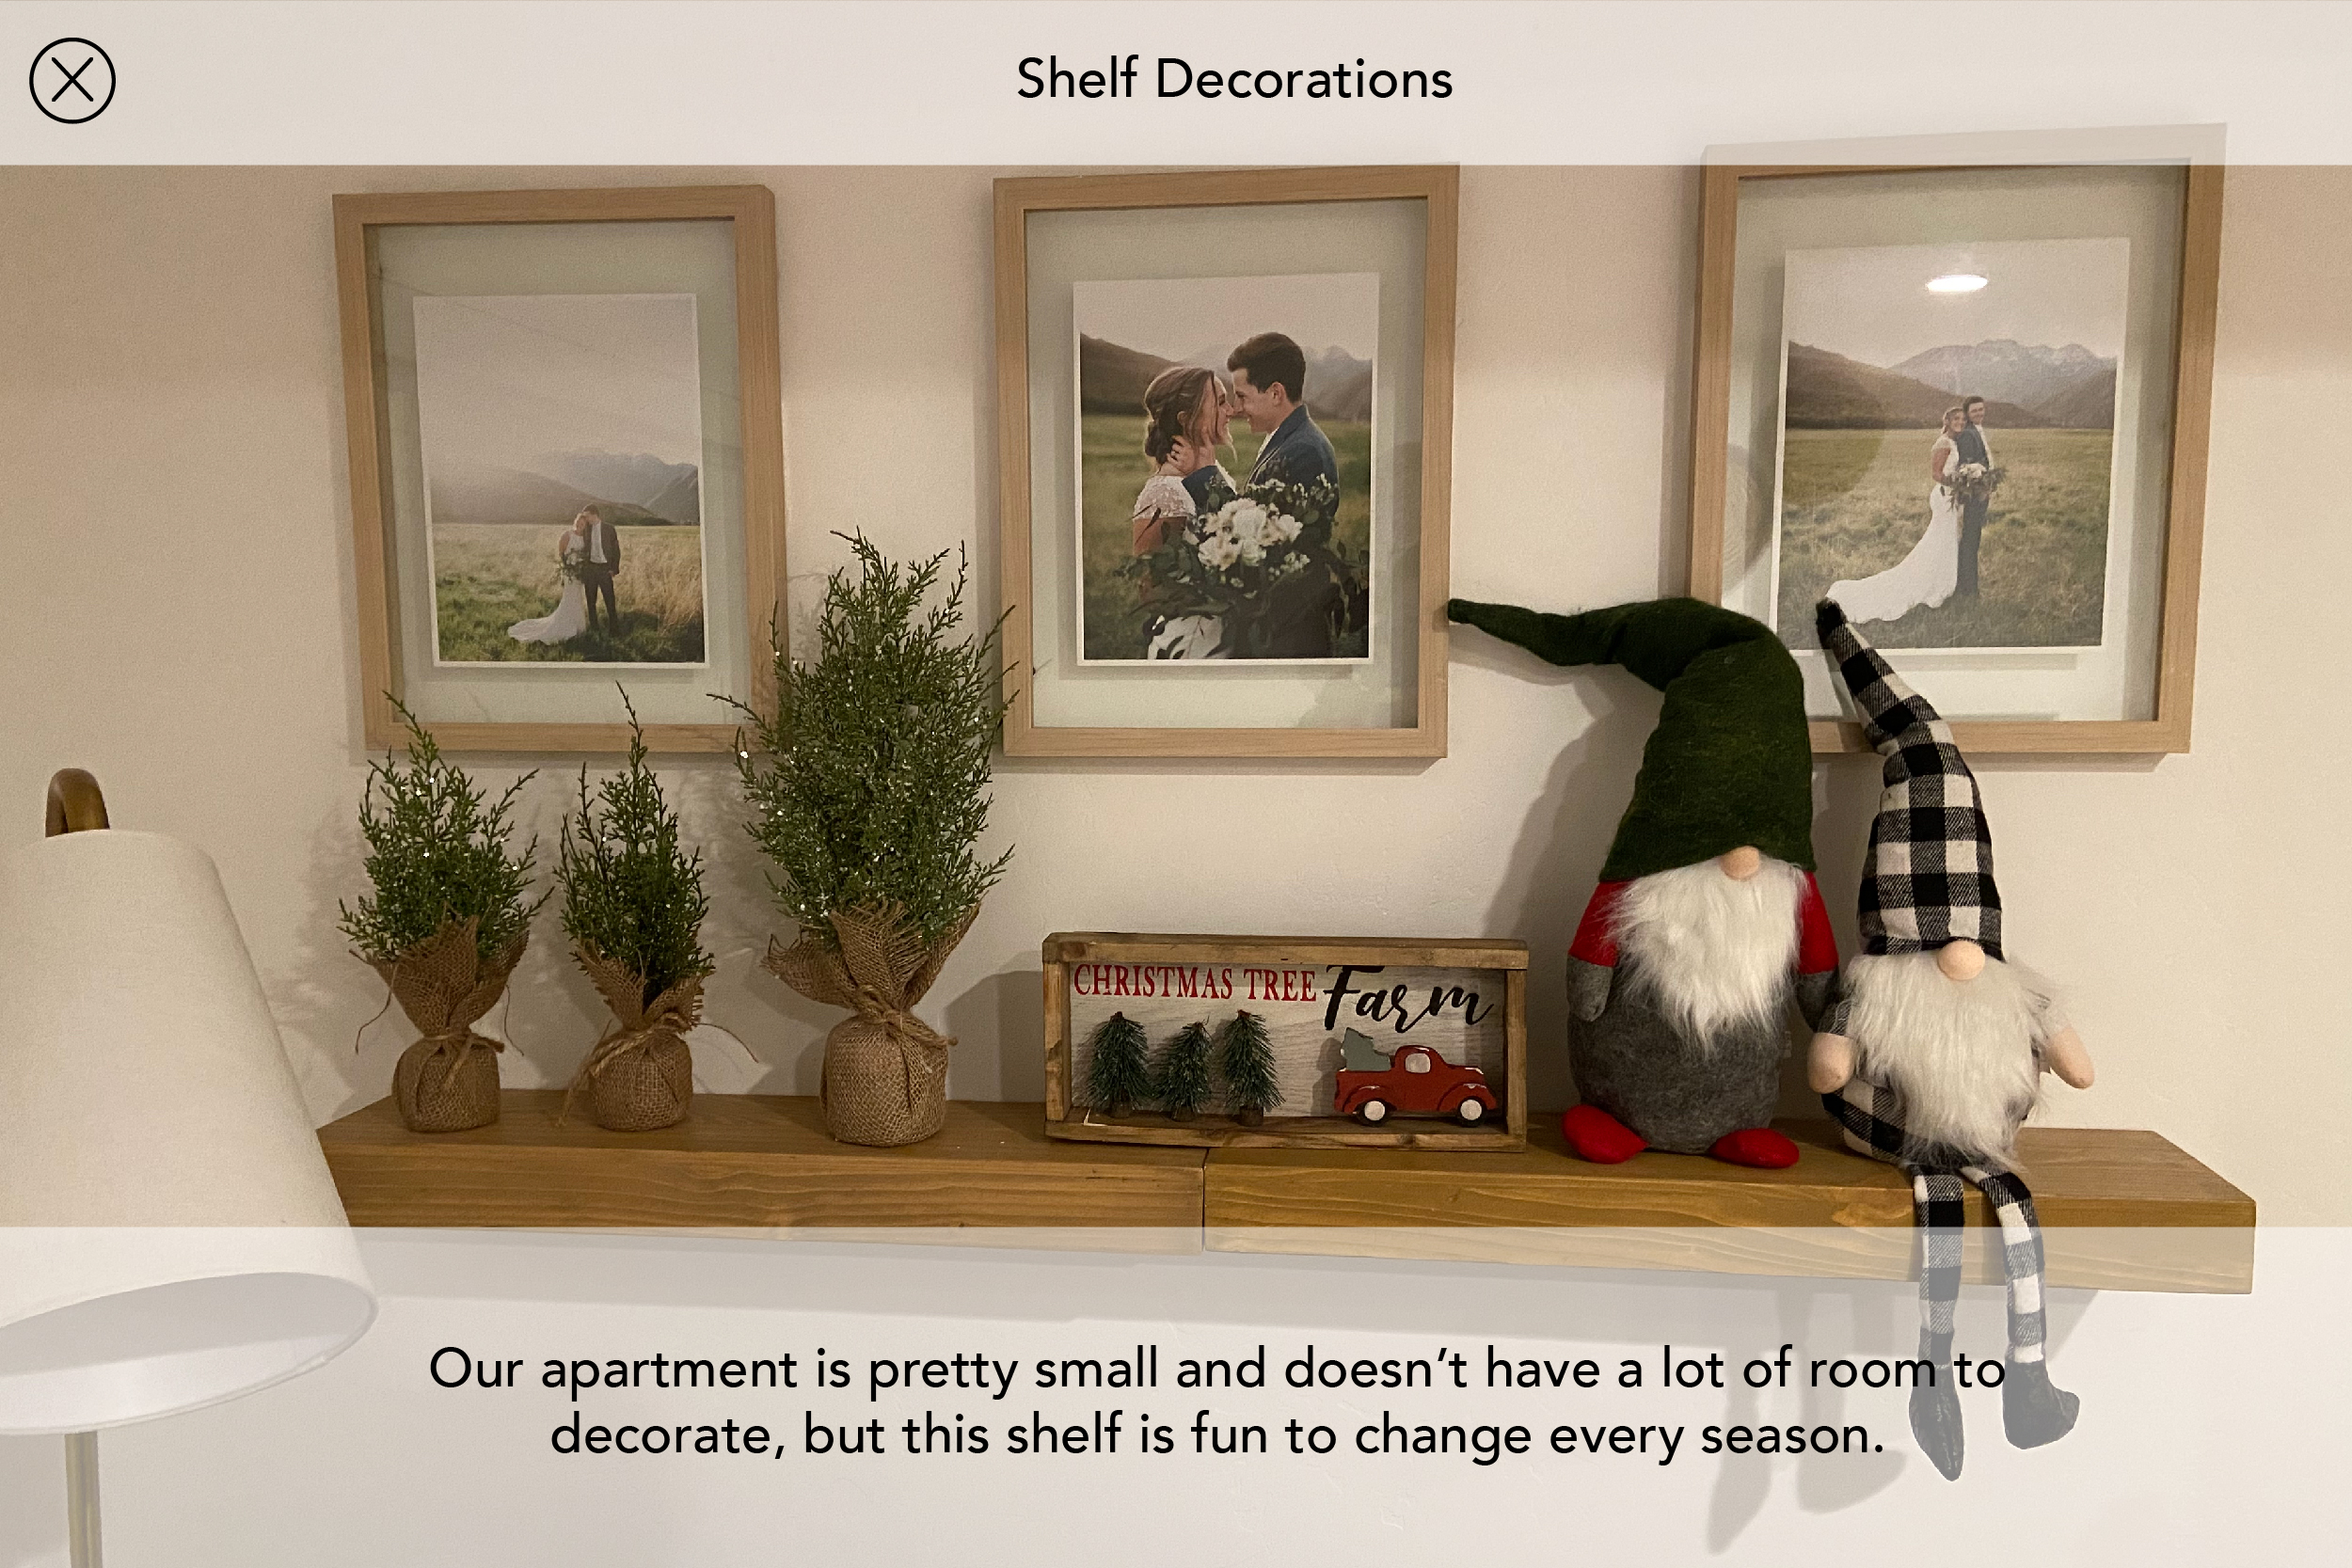 Shelf Decorations
CHRISTMAS TREE Farm
Our apartment is pretty small and doesn't have a lot of room to
decorate, but this shelf is fun to change every season.